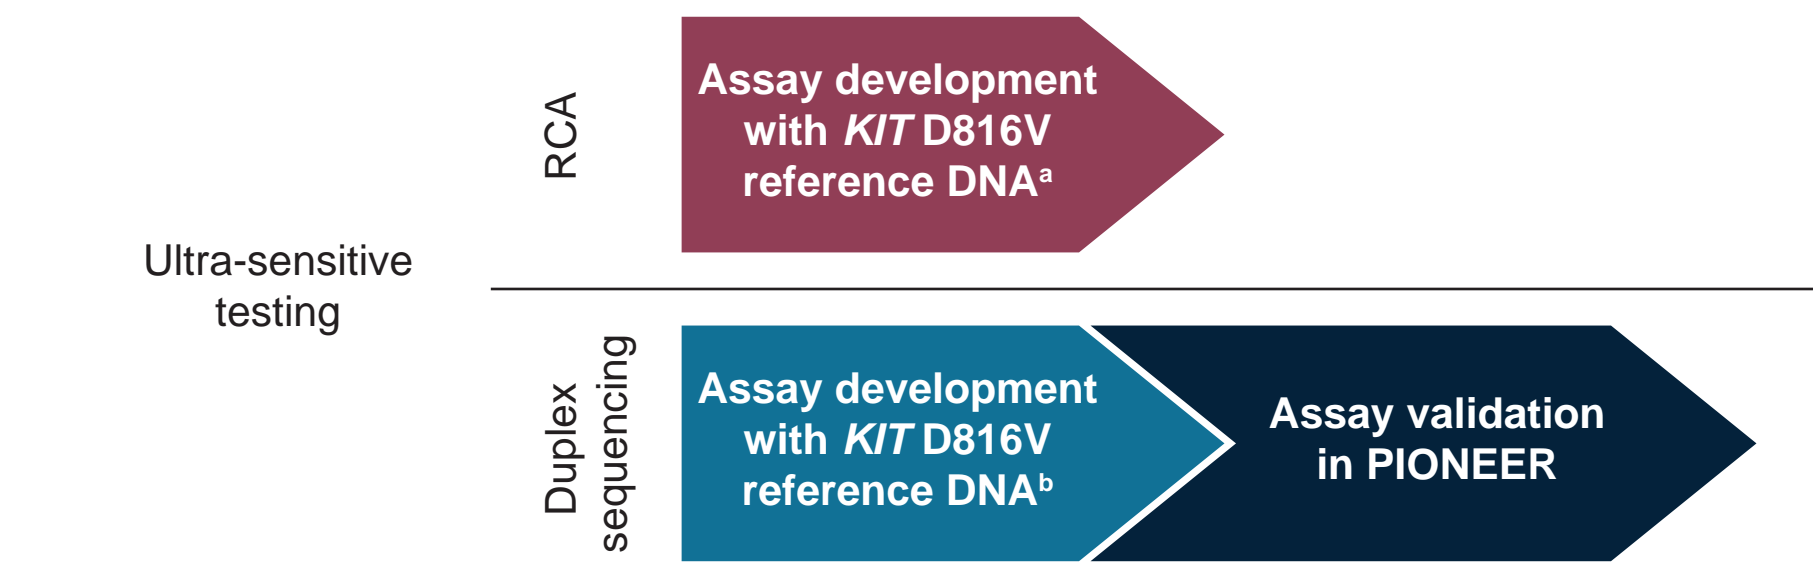 Ultra-sensitive
testing
RCA
Assay development
with KIT D816V
reference DNAᵃ
Duplex
sequencing
Assay development
with KIT D816V
reference DNAᵇ
Assay validation
in PIONEER